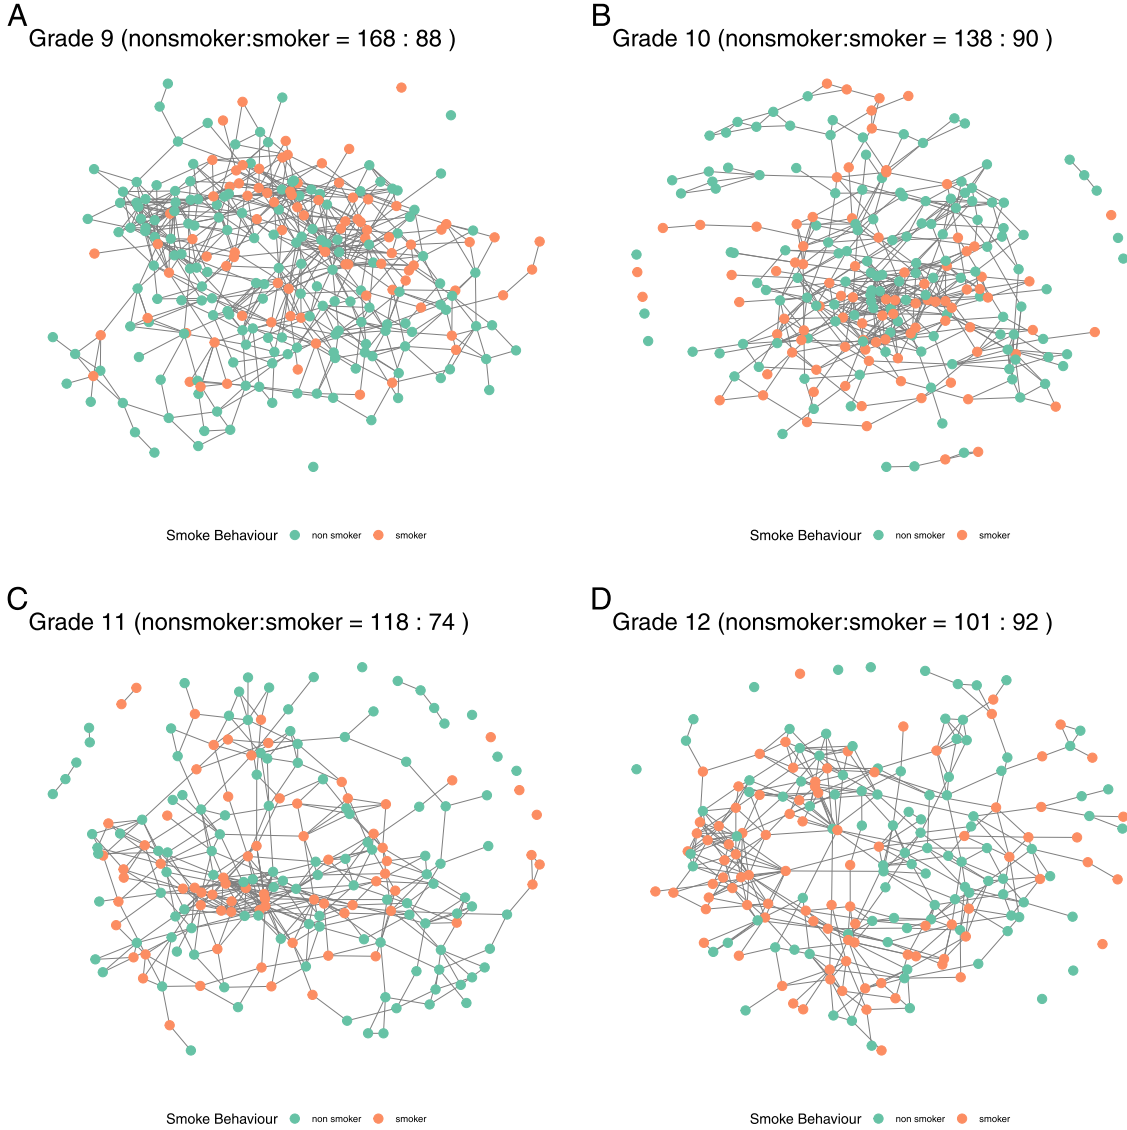 A
Grade 9 (nonsmoker:smoker = 168 : 88 )
Smoke Behaviour non smoker smoker
B
Grade 10 (nonsmoker:smoker = 138 : 90 )
Smoke Behaviour non smoker smoker
C
Grade 11 (nonsmoker:smoker = 118 : 74 )
Smoke Behaviour non smoker smoker
D
Grade 12 (nonsmoker:smoker = 101 : 92 )
Smoke Behaviour non smoker smoker